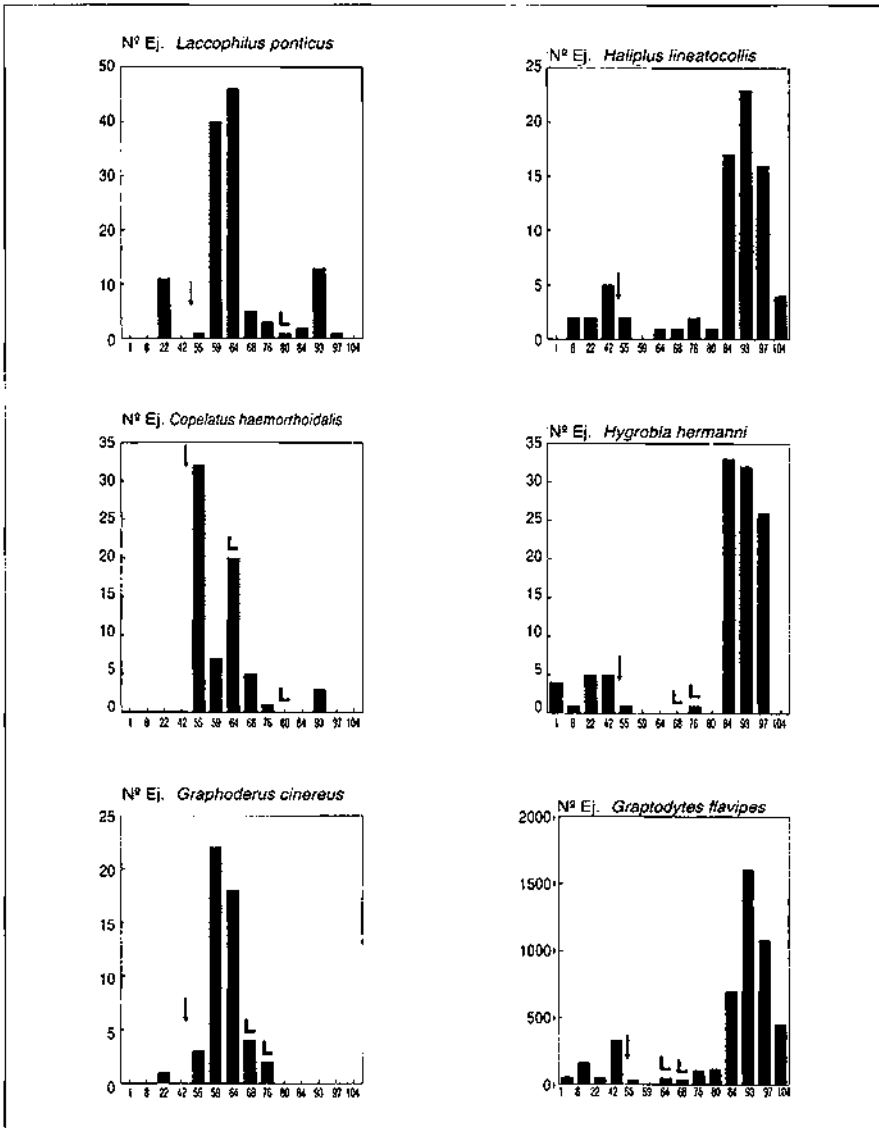 Nº Ej. Laccophilus ponticus
50
40
30
20
10
0
1 8 22 42 55 59 64 68 76 80 84 93 97 104
L
Nº Ej. Haliplus lineatocollis
25
20
15
10
5
0
1 8 22 42 55 59 64 68 76 80 84 93 97 104
Nº Ej. Copelatus haemorrhoidalis
35
30
25
20
15
10
5
0
1 8 22 42 55 59 64 68 76 80 84 93 97 104
L
L
Nº Ej. Hygrobia hermanni
35
30
25
20
15
10
5
0
1 8 22 42 55 59 64 68 76 80 84 93 97 104
L
L
Nº Ej. Graphoderus cinereus
25
20
15
10
5
0
1 8 22 42 55 59 64 68 76 80 84 93 97 104
L
L
Nº Ej. Graptodytes flavipes
2000
1500
1000
500
0
1 8 22 42 55 59 64 68 76 80 84 93 97 104
L
L